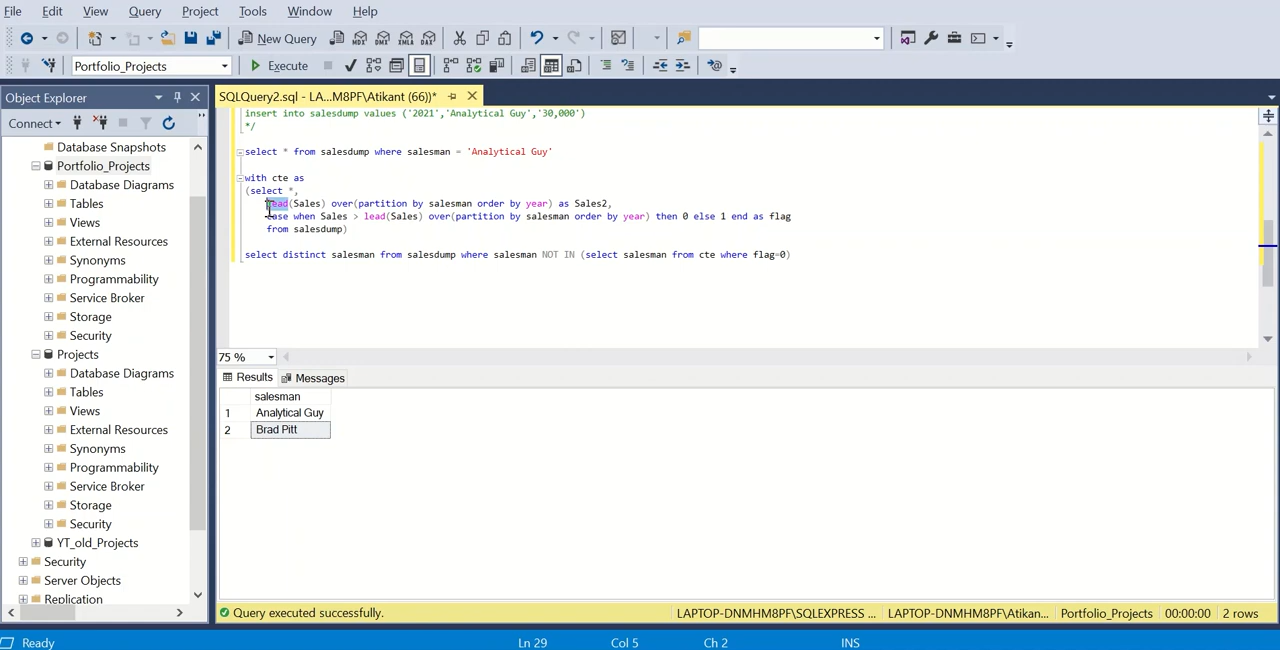 File Edit View Query Project Tools Window Help
New Query MDX DMX XMLA DAX
Portfolio_Projects Execute
Object Explorer
SQLQuery2.sql - LA...M8PF\Atikant (66))*
Connect
Database Snapshots
Portfolio_Projects
Database Diagrams
Tables
Views
External Resources
Synonyms
Programmability
Service Broker
Storage
Security
Projects
Database Diagrams
Tables
Views
External Resources
Synonyms
Programmability
Service Broker
Storage
Security
YT_old_Projects
Security
Server Objects
Replication
insert into salesdump values ('2021','Analytical Guy','30,000')
*/
select * from salesdump where salesman = 'Analytical Guy'
with cte as
(select *,
lead(Sales) over(partition by salesman order by year) as Sales2,
case when Sales > lead(Sales) over(partition by salesman order by year) then 0 else 1 end as flag
from salesdump)
select distinct salesman from salesdump where salesman NOT IN (select salesman from cte where flag=0)
75 %
Results Messages
salesman
1 Analytical Guy
2 Brad Pitt
Query executed successfully. LAPTOP-DNMHM8PF\SQLEXPRESS ... LAPTOP-DNMHM8PF\Atikan... Portfolio_Projects 00:00:00 2 rows
Ready Ln 29 Col 5 Ch 2 INS